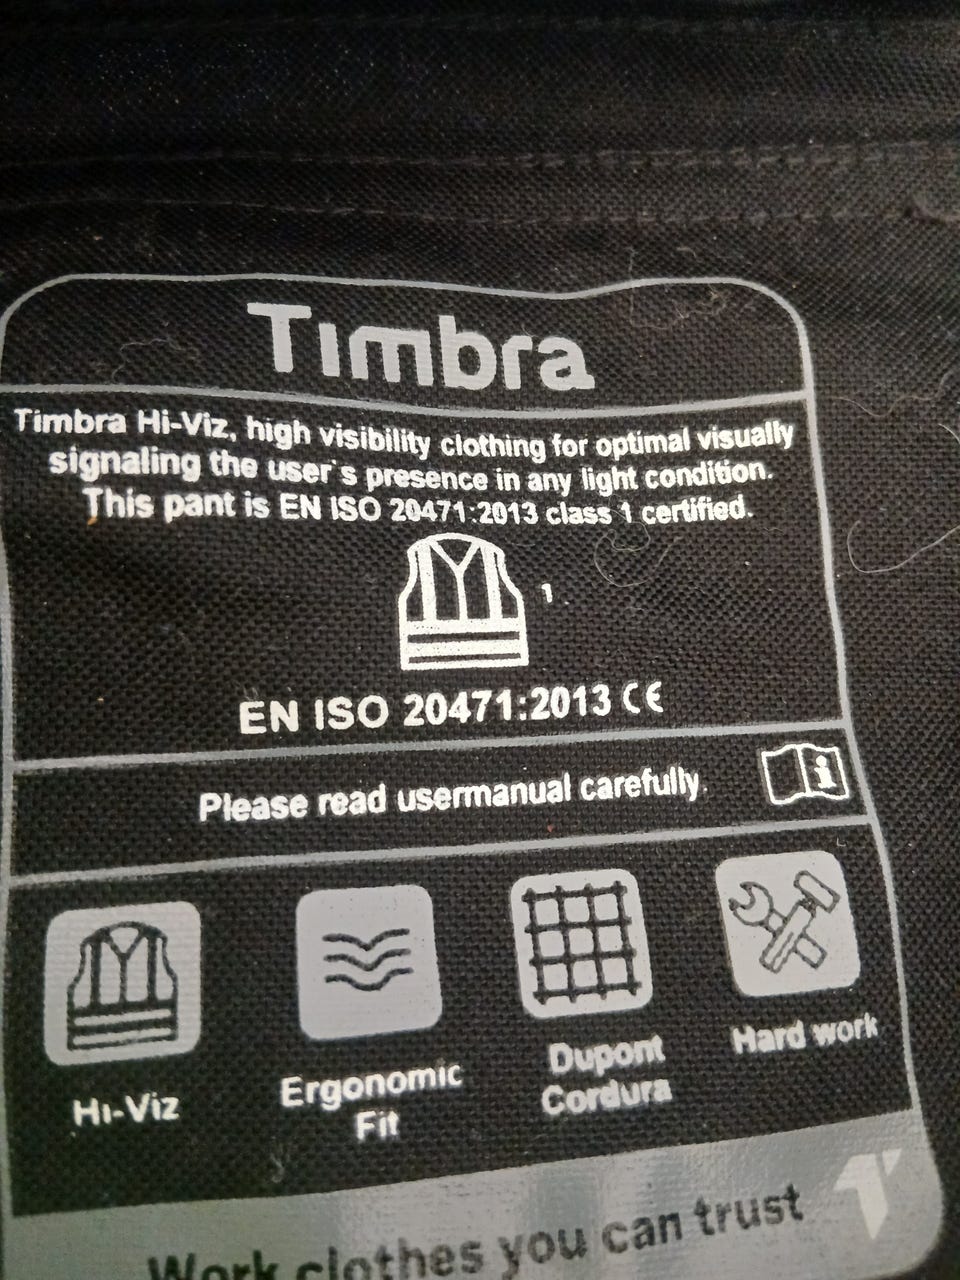 Timbra
Timbra Hi-Viz, high visibility clothing for optimal visually
signaling the user's presence in any light condition.
This pant is EN ISO 20471:2013 class 1 certified.
1
EN ISO 20471:2013 CE
Please read usermanual carefully.
i
Hi-Viz
Ergonomic
Fit
Dupont
Cordura
Hard work
Work clothes you can trust